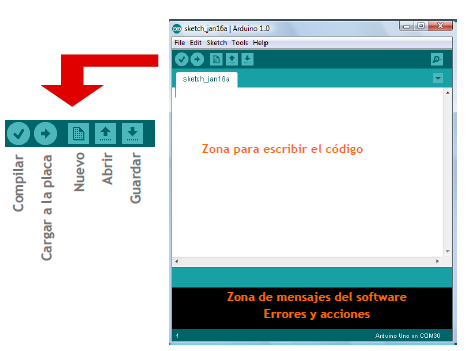 sketch_jan16a | Arduino 1.0
File Edit Sketch Tools Help
sketch_jan16a
Zona para escribir el código
Compilar
Cargar a la placa
Nuevo
Abrir
Guardar
Zona de mensajes del software
Errores y acciones
1
Arduino Uno on COM30